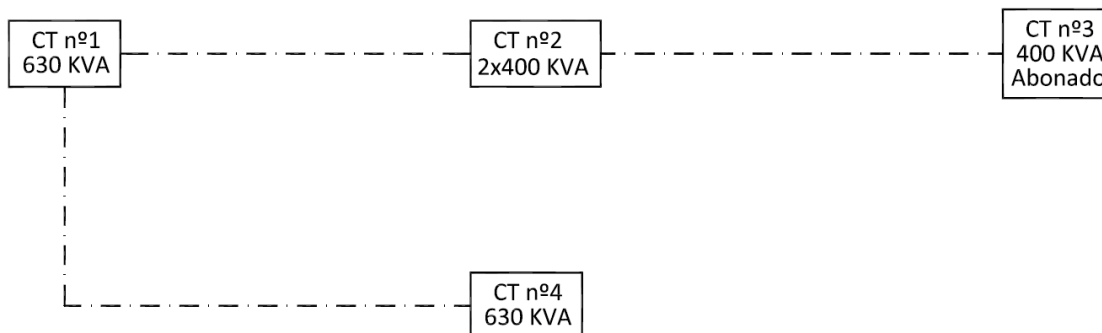 CT nº1
630 KVA
CT nº2
2x400 KVA
CT nº3
400 KVA
Abonado
CT nº4
630 KVA